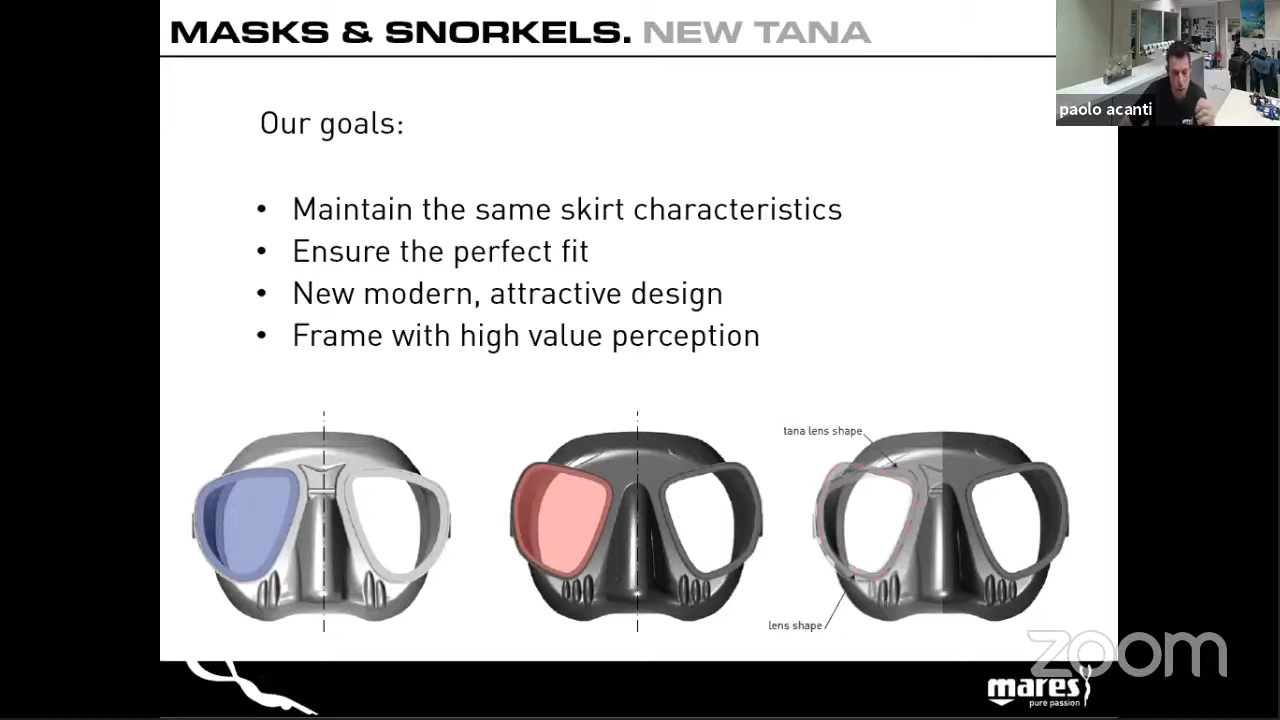 MASKS & SNORKELS. NEW TANA
paolo acanti
Our goals:
• Maintain the same skirt characteristics
• Ensure the perfect fit
• New modern, attractive design
• Frame with high value perception
tana lens shape
lens shape
zoom
mares
pure passion